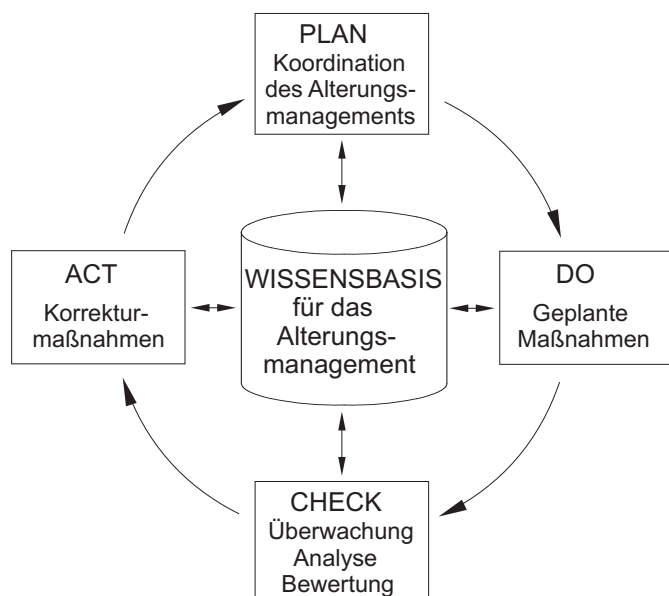 PLAN
Koordination
des Alterungs-
managements
ACT
Korrektur-
maßnahmen
WISSENSBASIS
für das
Alterungs-
management
DO
Geplante
Maßnahmen
CHECK
Überwachung
Analyse
Bewertung